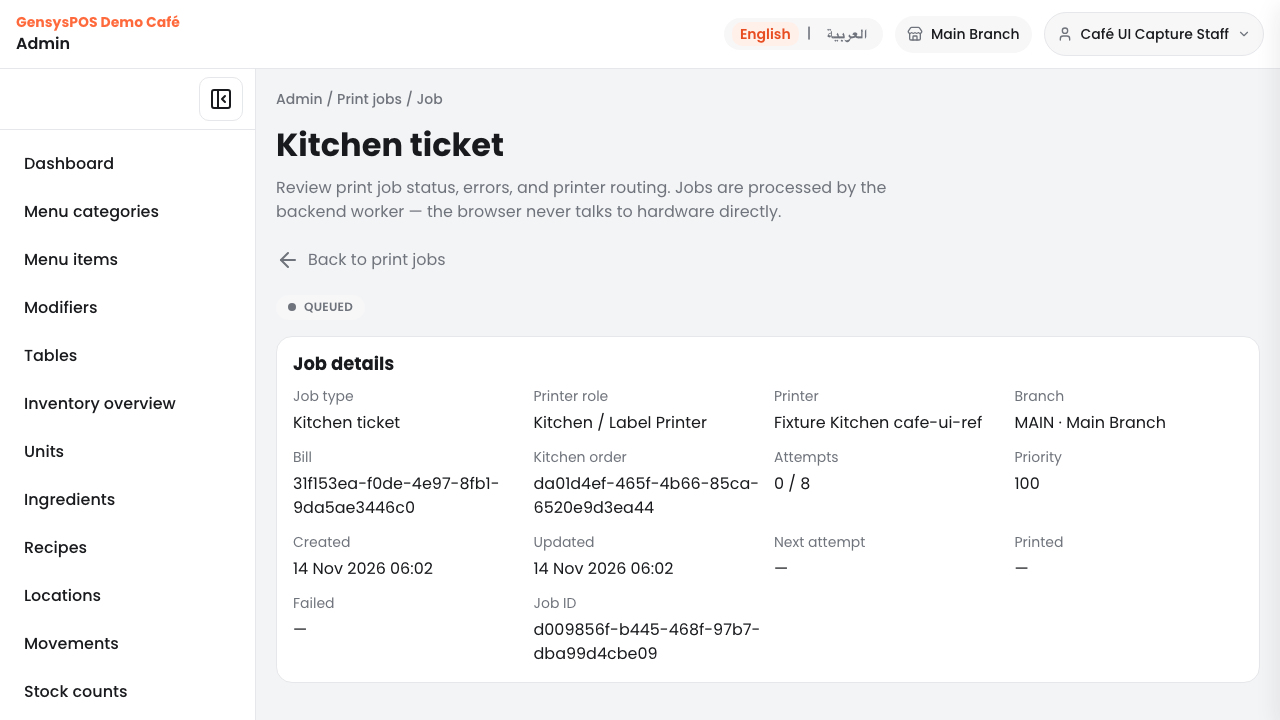 GensysPOS Demo Café
Admin
English | العربية
Main Branch
Café UI Capture Staff
Dashboard
Menu categories
Menu items
Modifiers
Tables
Inventory overview
Units
Ingredients
Recipes
Locations
Movements
Stock counts
Admin / Print jobs / Job
Kitchen ticket
Review print job status, errors, and printer routing. Jobs are processed by the
backend worker — the browser never talks to hardware directly.
Back to print jobs
QUEUED
Job details
Job type
Kitchen ticket
Printer role
Kitchen / Label Printer
Printer
Fixture Kitchen cafe-ui-ref
Branch
MAIN · Main Branch
Bill
31f153ea-f0de-4e97-8fb1-
9da5ae3446c0
Kitchen order
da01d4ef-465f-4b66-85ca-
6520e9d3ea44
Attempts
0 / 8
Priority
100
Created
14 Nov 2026 06:02
Updated
14 Nov 2026 06:02
Next attempt
—
Printed
—
Failed
—
Job ID
d009856f-b445-468f-97b7-
dba99d4cbe09